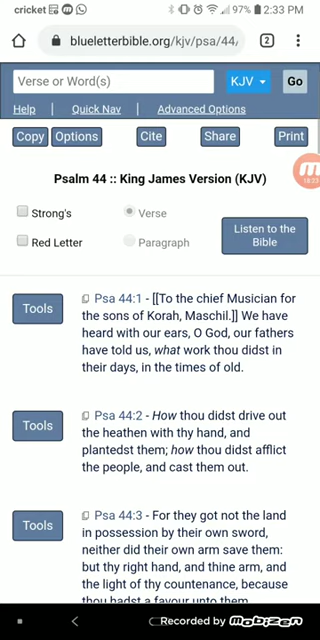 cricket 97% 2:33 PM
blueletterbible.org/kjv/psa/44, 2
Verse or Word(s) KJV Go
Help | Quick Nav | Advanced Options
Copy Options Cite Share Print
Psalm 44 :: King James Version (KJV)
18:23
Strong's Verse
Listen to the
Red Letter Paragraph
Bible
Psa 44:1 - [[To the chief Musician for
Tools
the sons of Korah, Maschil.]] We have
heard with our ears, O God, our fathers
have told us, what work thou didst in
their days, in the times of old.
Psa 44:2 - How thou didst drive out
Tools
the heathen with thy hand, and
plantedst them; how thou didst afflict
the people, and cast them out.
Psa 44:3 - For they got not the land
Tools
in possession by their own sword,
neither did their own arm save them:
but thy right hand, and thine arm, and
the light of thy countenance, because
thou hadst a favour unto them
Recorded by mobizen